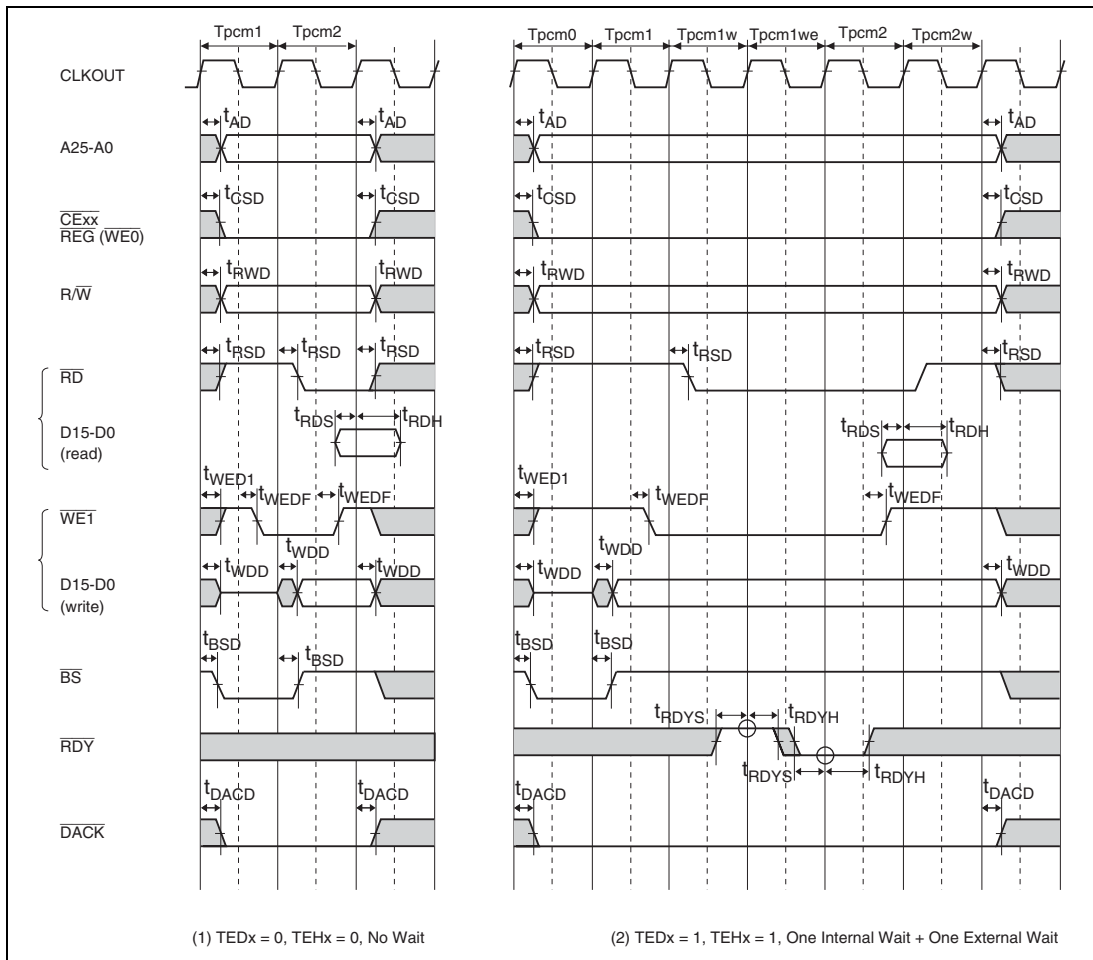 Tpcm1 Tpcm2 Tpcm0 Tpcm1 Tpcm1w Tpcm1we Tpcm2 Tpcm2w
CLKOUT
tAD tAD tAD tAD
A25-A0
tCSD tCSD tCSD tCSD
CExx
REG (WE0)
tRWD tRWD tRWD tRWD
R/W
tRSD tRSD tRSD tRSD tRSD tRSD
RD
tRDS tRDH tRDS tRDH
D15-D0
(read)
tWED1 tWEDF tWEDF tWED1 tWEDF tWEDF
WE1
tWDD tWDD
tWDD tWDD tWDD tWDD
D15-D0
(write)
tBSD tBSD tBSD tBSD
BS
tRDYS tRDYH
RDY
tRDYS tRDYH
tDACD tDACD tDACD tDACD
DACK
(1) TEDx = 0, TEHx = 0, No Wait
(2) TEDx = 1, TEHx = 1, One Internal Wait + One External Wait